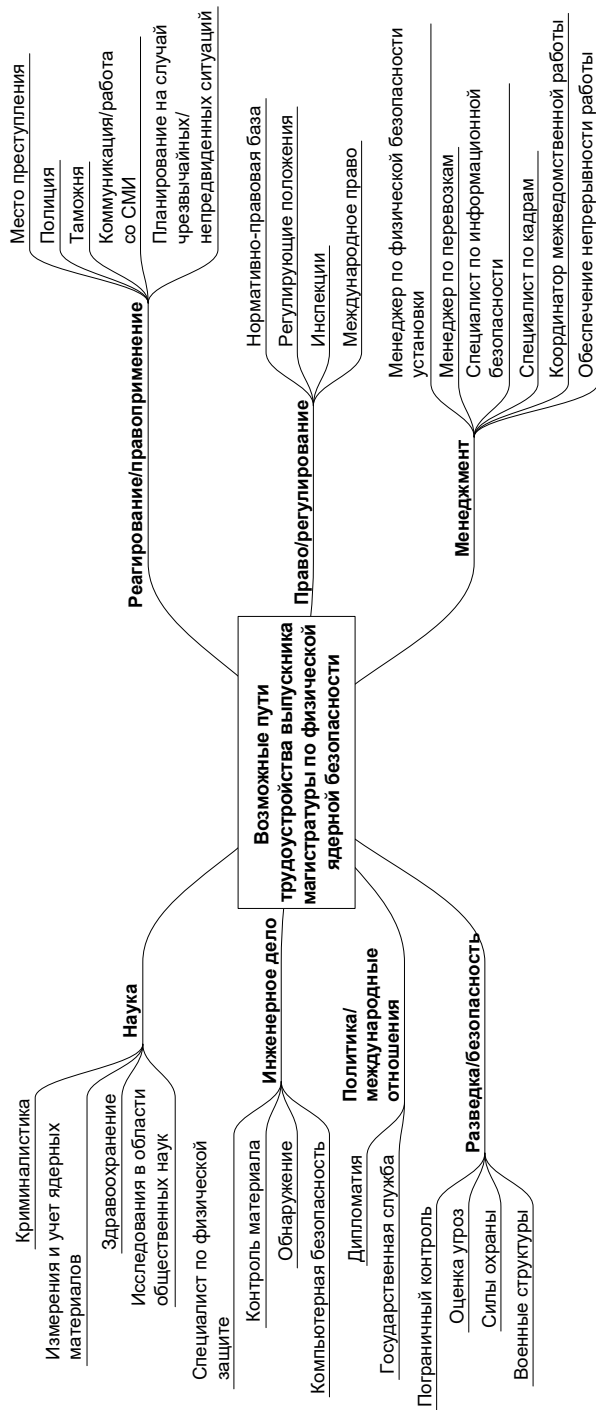 Возможные пути
трудоустройства выпускника
магистратуры по физической
ядерной безопасности
Наука
Криминалистика
Измерения и учет ядерных
материалов
Здравоохранение
Исследования в области
общественных наук
Инженерное дело
Специалист по физической
защите
Контроль материала
Обнаружение
Компьютерная безопасность
Политика/
международные
отношения
Дипломатия
Государственная служба
Разведка/безопасность
Пограничный контроль
Оценка угроз
Силы охраны
Военные структуры
Реагирование/правоприменение
Место преступления
Полиция
Таможня
Коммуникация/работа
со СМИ
Планирование на случай
чрезвычайных/
непредвиденных ситуаций
Право/регулирование
Нормативно-правовая база
Регулирующие положения
Инспекции
Международное право
Менеджмент
Менеджер по физической безопасности
установки
Менеджер по перевозкам
Специалист по информационной
безопасности
Специалист по кадрам
Координатор межведомственной работы
Обеспечение непрерывности работы